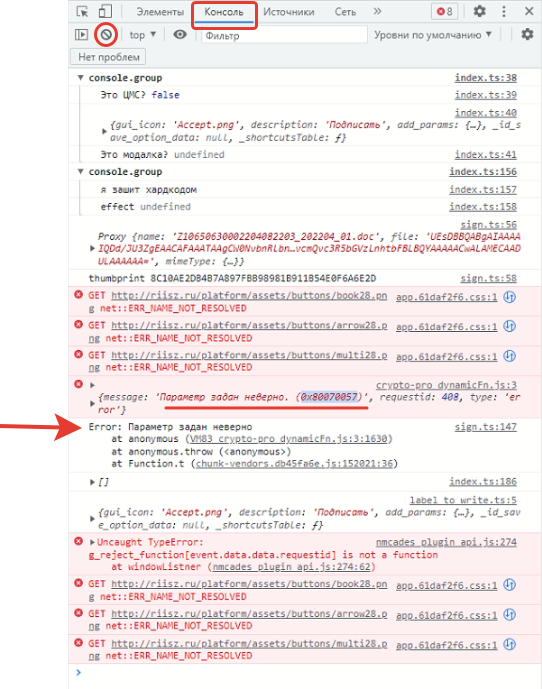 Элементы Консоль Источники Сеть » 8
top ▼ Фильтр Уровни по умолчанию ▼
Нет проблем
▼ console.group index.ts:38
Это ЦМС? false index.ts:39
index.ts:40
{gui_icon: 'Accept.png', description: 'Подписать', add_params: {…}, _id_s
ave_option_data: null, _shortcutsTable: ƒ}
Это модалка? undefined index.ts:41
▼ console.group index.ts:156
я зашит хардкодом index.ts:157
effect undefined index.ts:158
sign.ts:56
Proxy {name: 'Z10650630002204082203_202204_01.doc', file: 'UEsDBBQABgAIAAAA
mimeType: {…}}
thumbprint 8C10AE2DB4B7A897FBB98981B911B54E0F6A6E2D sign.ts:58
GET http://riisz.ru/platform/assets/buttons/book28.pn app.61daf2f6.css:1
g net::ERR_NAME_NOT_RESOLVED
GET http://riisz.ru/platform/assets/buttons/arrow28.p app.61daf2f6.css:1
ng net::ERR_NAME_NOT_RESOLVED
GET http://riisz.ru/platform/assets/buttons/multi28.p app.61daf2f6.css:1
ng net::ERR_NAME_NOT_RESOLVED
crypto-pro dynamicFn.js:3
{message: 'Параметр задан неверно. (0x80070057)', requestid: 408, type: 'er
ror'}
Error: Параметр задан неверно sign.ts:147
at anonymous (VM83 crypto-pro dynamicFn.js:3:1630)
at anonymous.throw (<anonymous>)
at Function.t (chunk-vendors.db45fa6e.js:152021:36)
[] index.ts:186
label to write.ts:5
{gui_icon: 'Accept.png', description: 'Подписать', add_params: {…}, _id_sav
e_option_data: null, _shortcutsTable: ƒ}
Uncaught TypeError: nmcades plugin api.js:274
g_reject_function[event.data.data.requestid] is not a function
at windowListner (nmcades plugin api.js:274:62)
GET http://riisz.ru/platform/assets/buttons/book28.pn app.61daf2f6.css:1
g net::ERR_NAME_NOT_RESOLVED
GET http://riisz.ru/platform/assets/buttons/arrow28.p app.61daf2f6.css:1
ng net::ERR_NAME_NOT_RESOLVED
GET http://riisz.ru/platform/assets/buttons/multi28.p app.61daf2f6.css:1
ng net::ERR_NAME_NOT_RESOLVED